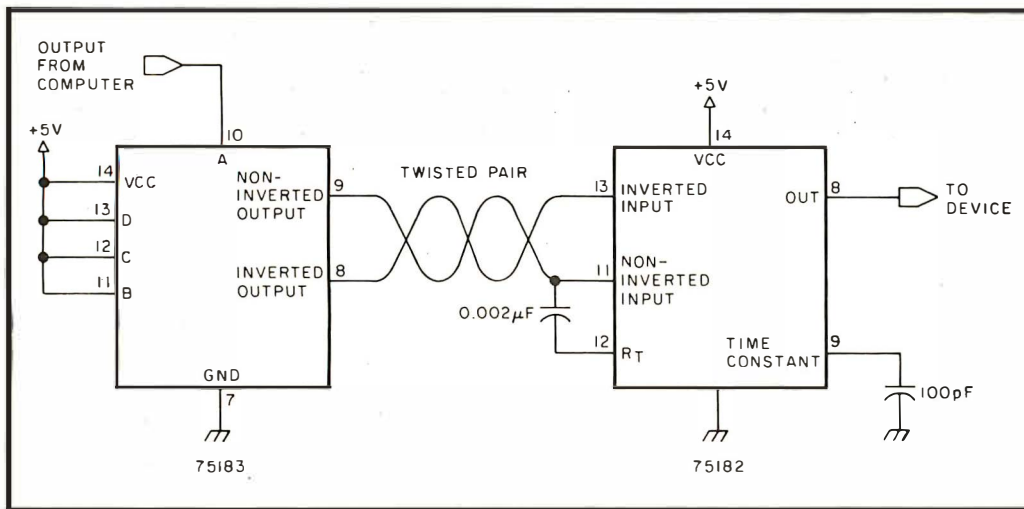 OUTPUT
FROM
COMPUTER
+5V
10
A
14
VCC
13
D
12
C
11
B
NON-
INVERTED
OUTPUT
9
INVERTED
OUTPUT
8
GND
7
75183
TWISTED PAIR
0.002µF
+5V
14
VCC
13
INVERTED
INPUT
11
NON-
INVERTED
INPUT
12
RT
OUT
8
TO
DEVICE
TIME
CONSTANT
9
100pF
75182